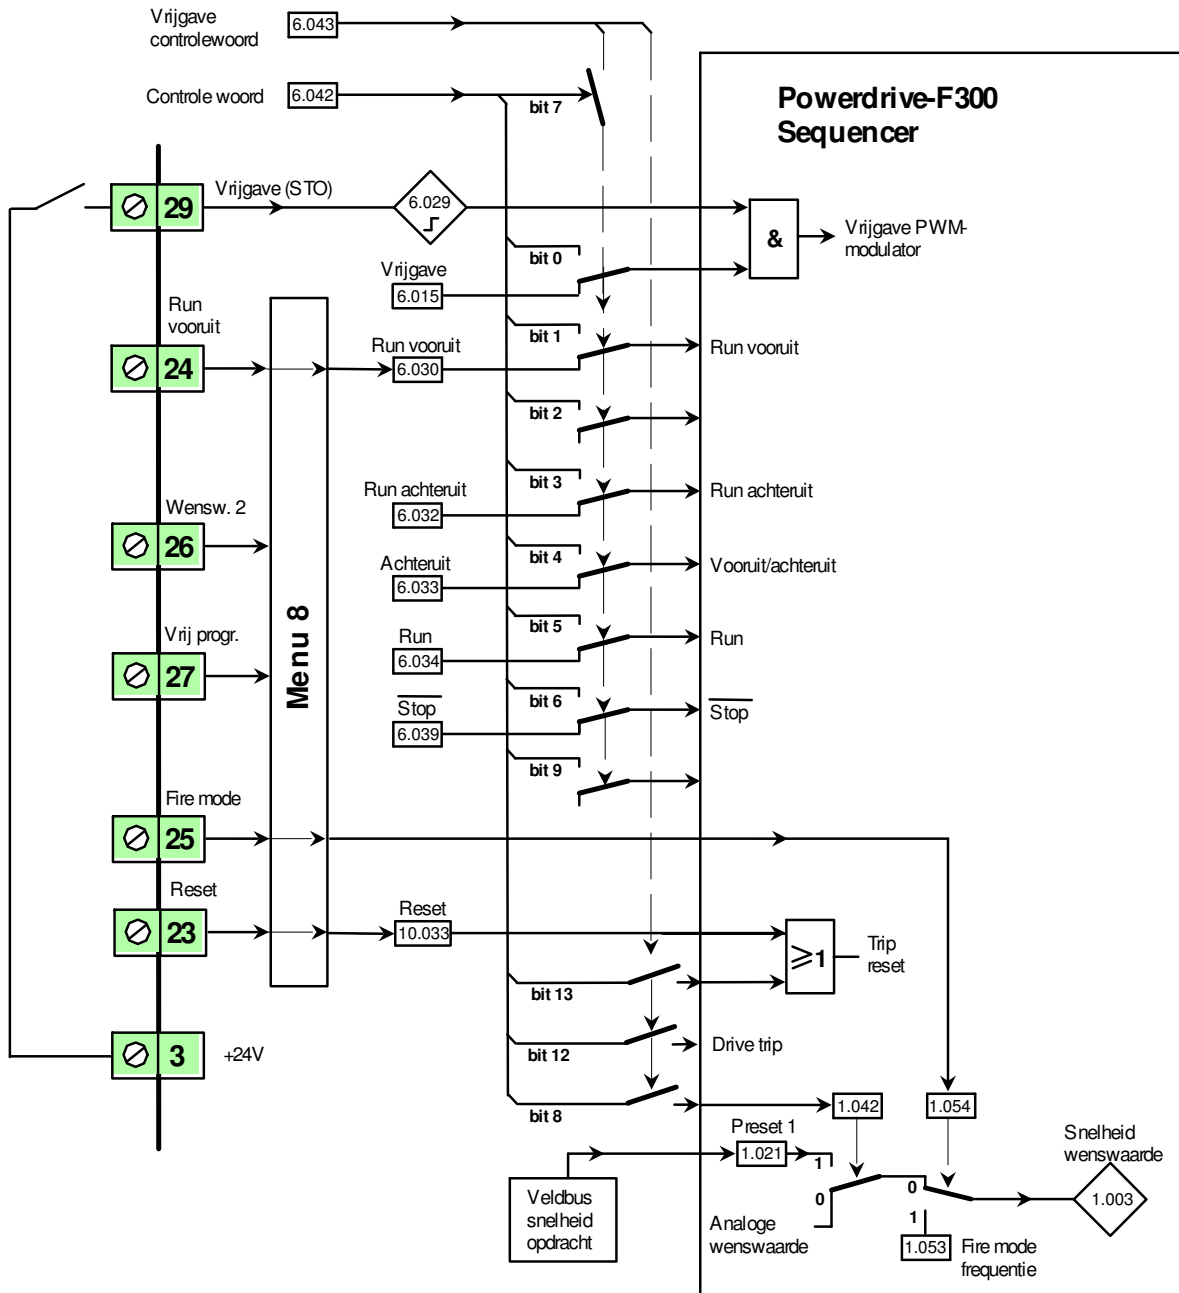 Vrijgave
controlewoord
6.043
Controle woord
6.042
bit 7
Powerdrive-F300
Sequencer
29
Vrijgave (STO)
6.029
&
Vrijgave PWM-
modulator
bit 0
Vrijgave
6.015
Run
vooruit
24
bit 1
Run vooruit
6.030
Run vooruit
bit 2
bit 3
Run achteruit
6.032
Run achteruit
Wensw. 2
26
bit 4
Achteruit
6.033
Vooruit/achteruit
Menu 8
Vrij progr.
27
bit 5
Run
6.034
Run
bit 6
Stop
6.039
Stop
bit 9
Fire mode
25
Reset
23
Reset
10.033
≥1
Trip
reset
bit 13
3
+24V
bit 12
Drive trip
bit 8
1.042
1.054
Preset 1
1.021
1
0
Veldbus
snelheid
opdracht
Analoge
wenswaarde
0
1
1.053
Fire mode
frequentie
Snelheid
wenswaarde
1.003